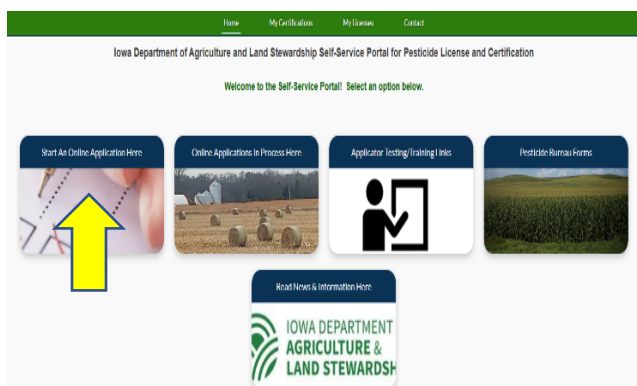 Home My Certifications My Licenses Contact
Iowa Department of Agriculture and Land Stewardship Self-Service Portal for Pesticide License and Certification
Welcome to the Self-Service Portal! Select an option below.
Start An Online Application Here Online Applications In Process Here Applicator Testing/Training Links Pesticide Bureau Forms
Read News & Information Here
IOWA DEPARTMENT
AGRICULTURE &
LAND STEWARDSH